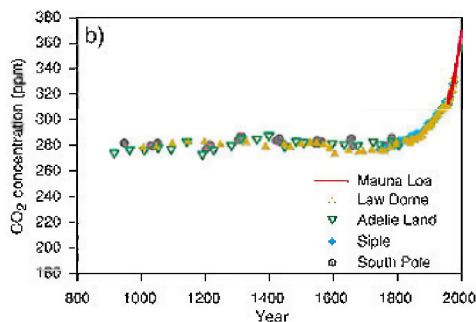 b)
CO₂ concentration (ppm)
380
360
340
320
300
280
260
240
220
200
180
800
1000
1200
1400
1600
1800
2000
Year
Mauna Loa
Law Dome
Adelie Land
Siple
South Pole